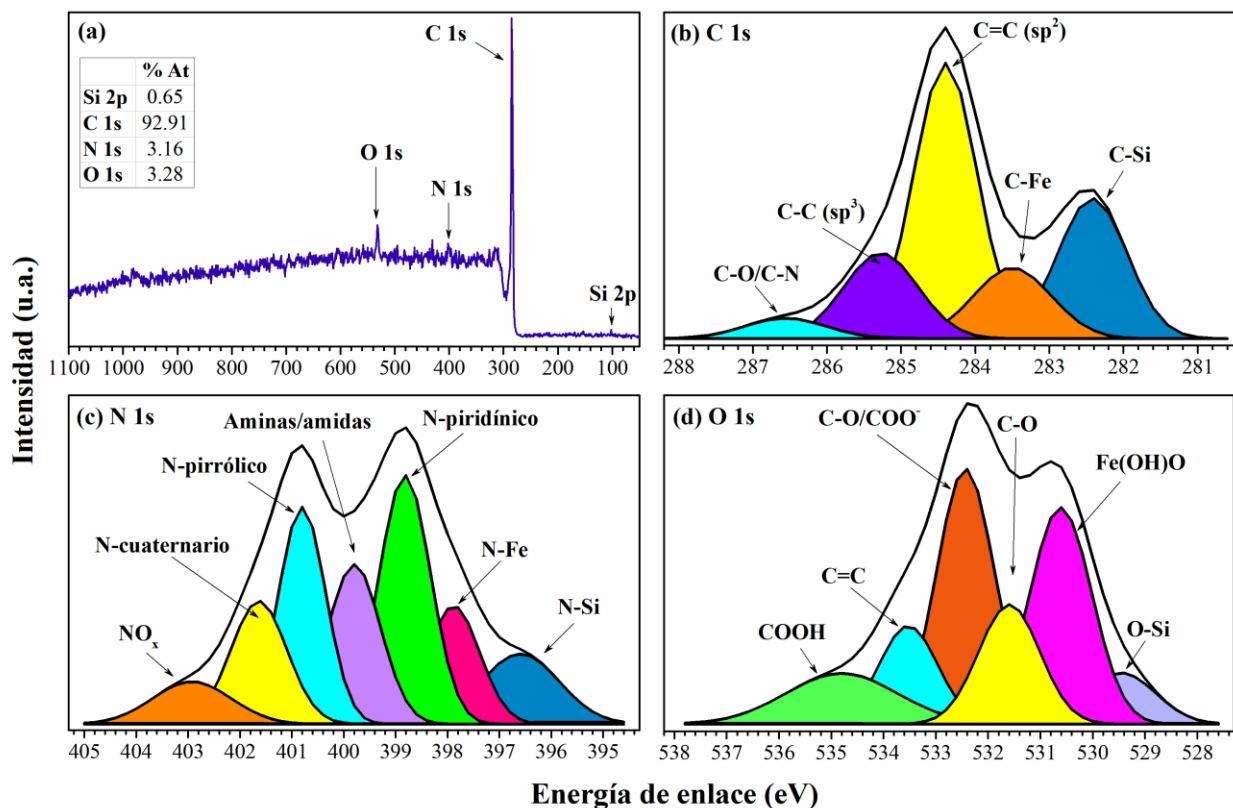 (a)
C 1s
% At
Si 2p 0.65
C 1s 92.91
N 1s 3.16
O 1s 3.28
O 1s
N 1s
Si 2p
1100 1000 900 800 700 600 500 400 300 200 100
(b) C 1s
C=C (sp²)
C-Si
C-Fe
C-C (sp³)
C-O/C-N
288 287 286 285 284 283 282 281
Intensidad (u.a.)
(c) N 1s
Aminas/amidas
N-piridínico
N-pirrólico
N-cuaternario
N-Fe
N-Si
NOₓ
405 404 403 402 401 400 399 398 397 396 395
(d) O 1s
C-O/COO⁻
C-O
Fe(OH)O
C=C
COOH
O-Si
538 537 536 535 534 533 532 531 530 529 528
Energía de enlace (eV)